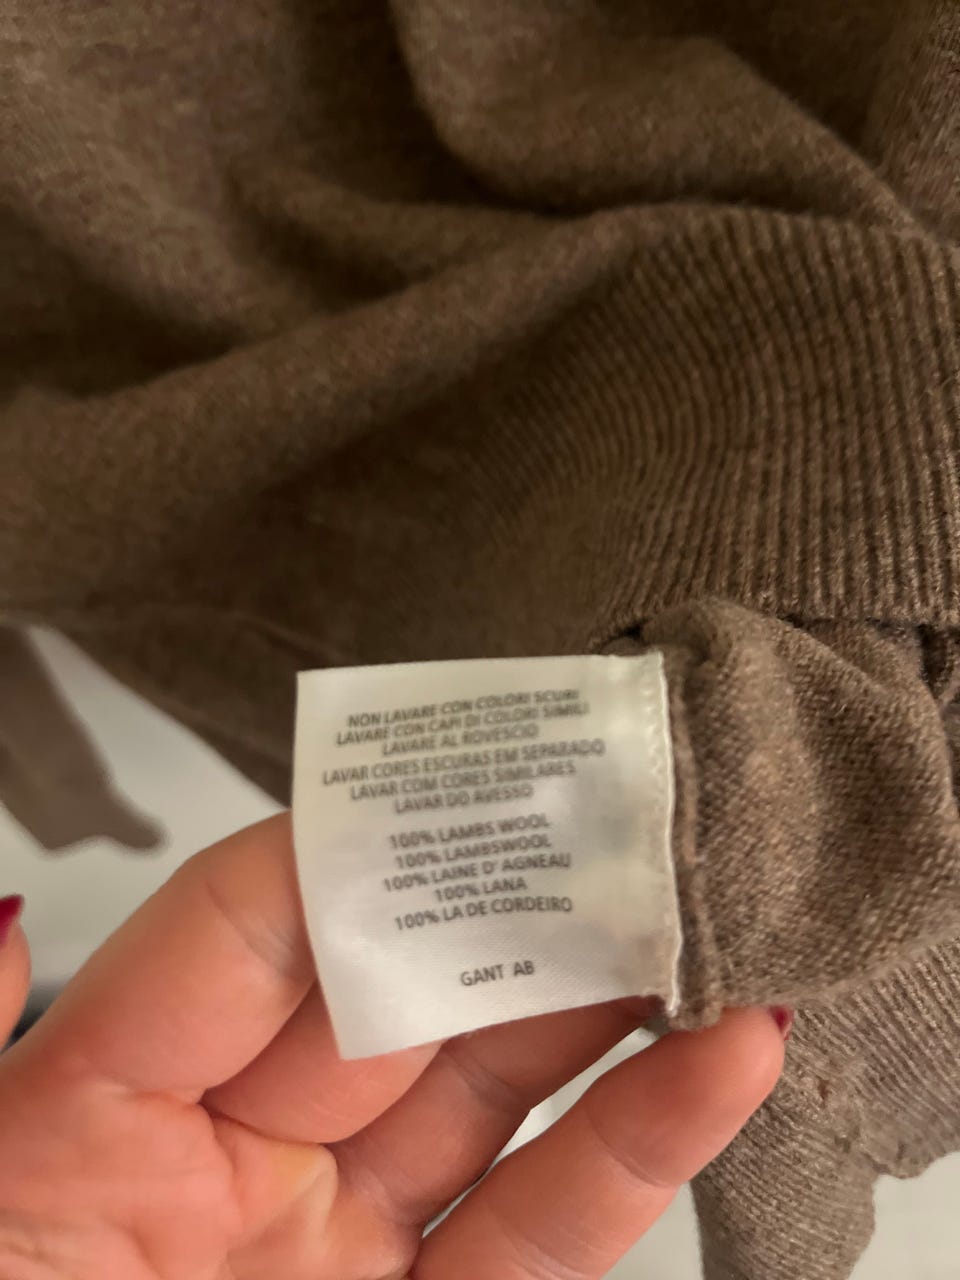 NON LAVARE CON COLORI SCURI
LAVARE CON CAPI DI COLORI SIMILI
LAVARE AL ROVESCIO
LAVAR CORES ESCURAS EM SEPARADO
LAVAR COM CORES SIMILARES
LAVAR DO AVESSO
100% LAMBS WOOL
100% LAMBSWOOL
100% LAINE D' AGNEAU
100% LANA
100% LA DE CORDEIRO
GANT AB